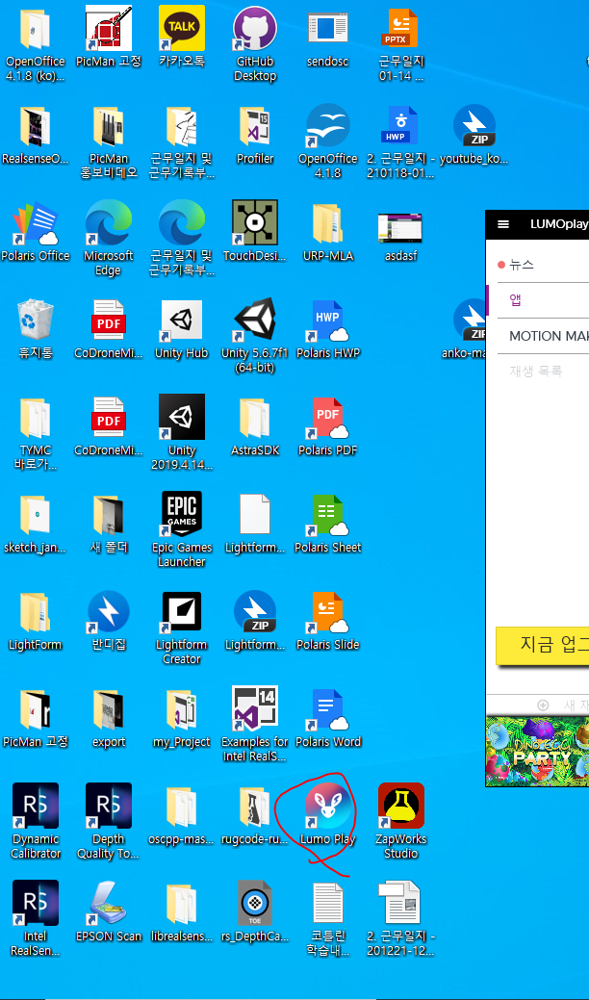 OpenOffice
4.1.8 (ko)...
PicMan 고정
TALK
카카오톡
GitHub
Desktop
sendosc
PPTX
근무일지
01-14 ...
RealsenseO...
PicMan
홍보비데오
근무일지 및
근무기록부...
15
Profiler
OpenOffice
4.1.8
HWP
2. 근무일지 -
210118-01...
ZIP
youtube_ko...
Polaris Office
Microsoft
Edge
근무일지 및
근무기록부...
TouchDesi...
URP-MLA
asdasf
LUMOplay
뉴스
앱
MOTION MAK
재생 목록
휴지통
PDF
CoDroneMi...
Unity Hub
Unity 5.6.7f1
(64-bit)
HWP
Polaris HWP
ZIP
anko-ma
TYMC
바로가...
PDF
CoDroneMi...
Unity
2019.4.14...
AstraSDK
PDF
Polaris PDF
sketch_jan...
새 폴더
EPIC
GAMES
Epic Games
Launcher
Lightform...
Polaris Sheet
LightForm
반디집
Lightform
Creator
ZIP
Lightform...
Polaris Slide
지금 업그
새 재
PicMan 고정
export
my_Project
14
Examples for
Intel RealS...
Polaris Word
DINO EGG
PARTY
RS
Dynamic
Calibrator
RS
Depth
Quality To...
oscpp-mas...
rugcode-ru...
Lumo Play
ZapWorks
Studio
RS
Intel
RealSen...
EPSON Scan
librealsens...
TOE
rs_DepthCa...
코틀린
학습내...
2. 근무일지 -
201221-12...